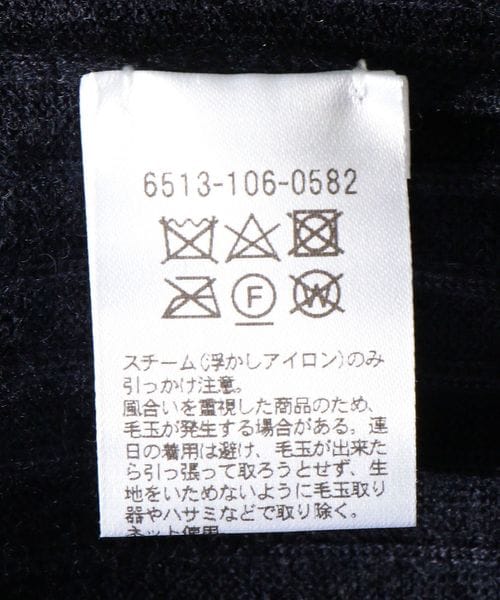 6513-106-0582
F W
スチーム(浮かしアイロン)のみ
引っかけ注意。
風合いを重視した商品のため、
毛玉が発生する場合がある。連
日の着用は避け、毛玉が出来た
ら引っ張って取ろうとせず、生
地をいためないように毛玉取り
器やハサミなどで取り除く。
ネット使用